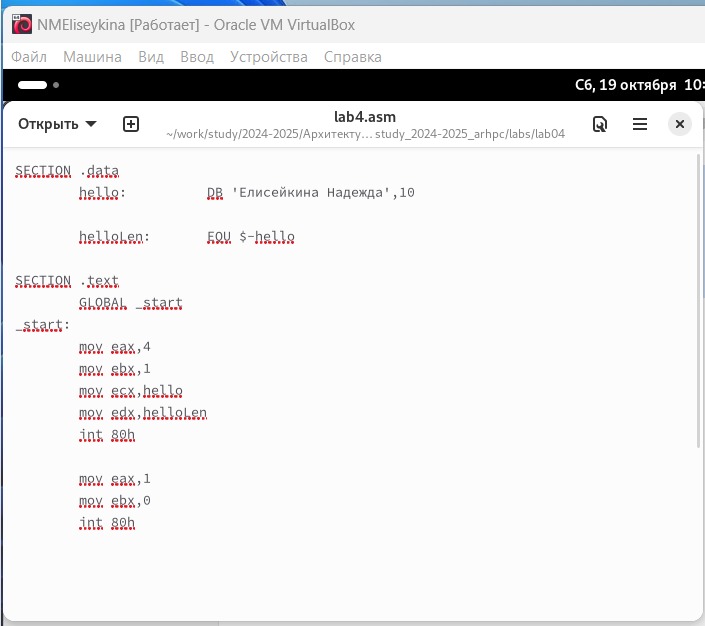 NMEliseykina [Работает] - Oracle VM VirtualBox
Файл Машина Вид Ввод Устройства Справка
Сб, 19 октября 10:
Открыть
lab4.asm
~/work/study/2024-2025/Архитекту…study_2024-2025_arhpc/labs/lab04
SECTION .data
hello: DB 'Елисейкина Надежда',10
helloLen: EQU $-hello
SECTION .text
GLOBAL _start
_start:
mov eax,4
mov ebx,1
mov ecx,hello
mov edx,helloLen
int 80h
mov eax,1
mov ebx,0
int 80h